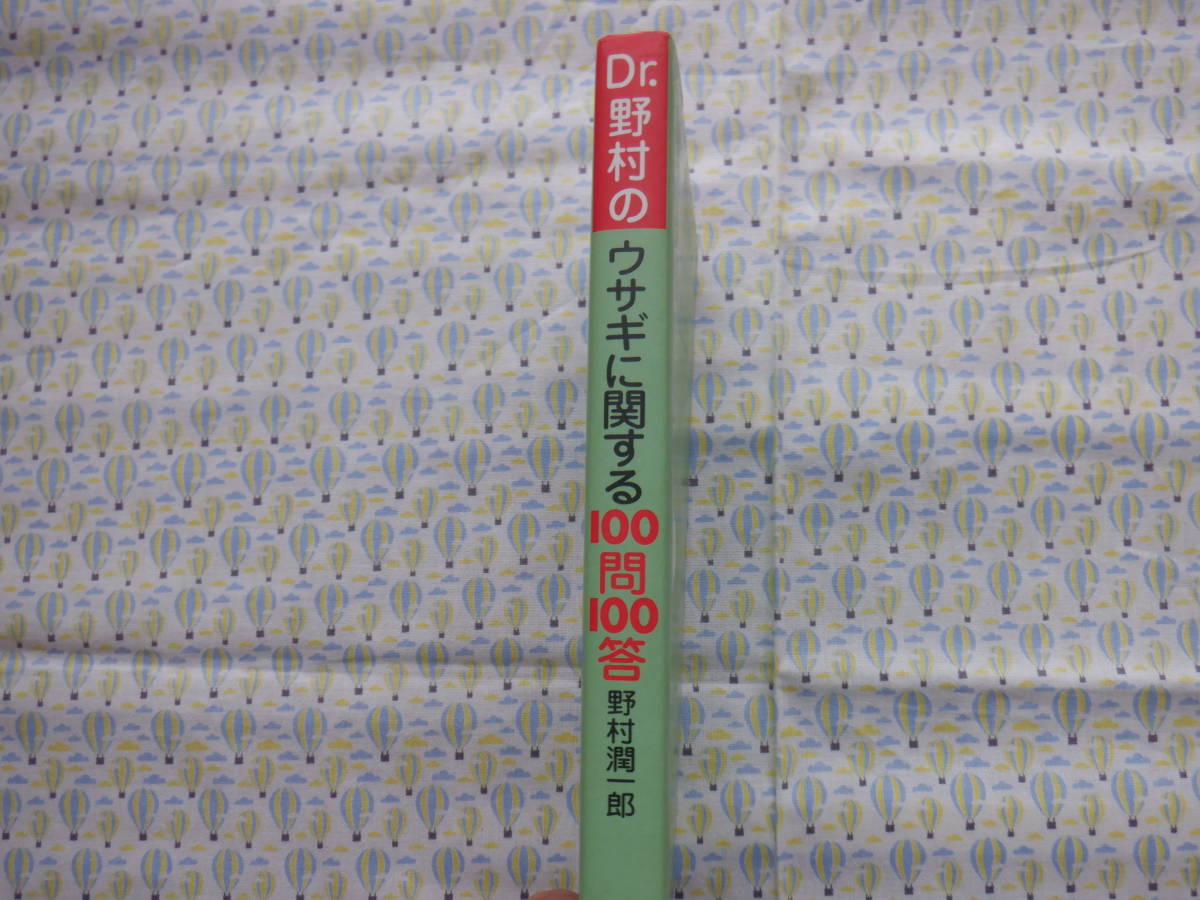 Dr.野村の
ウサギに関する
100問
100答
野村潤一郎